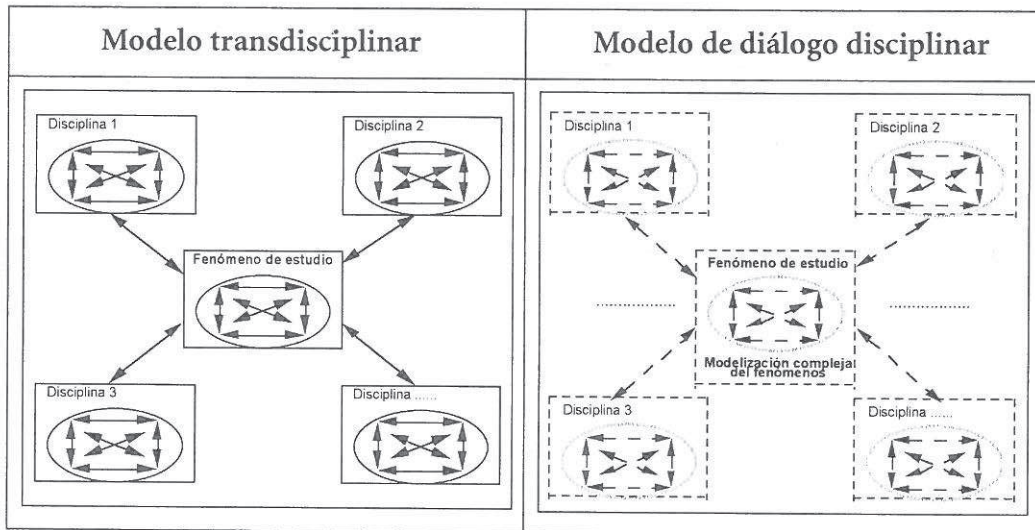 Modelo transdisciplinar
Disciplina 1
Disciplina 2
Fenómeno de estudio
Disciplina 3
Disciplina ......
Modelo de diálogo disciplinar
Disciplina 1
Disciplina 2
Fenómeno de estudio
Modelización compleja
del fenómenos
Disciplina 3
Disciplina ......